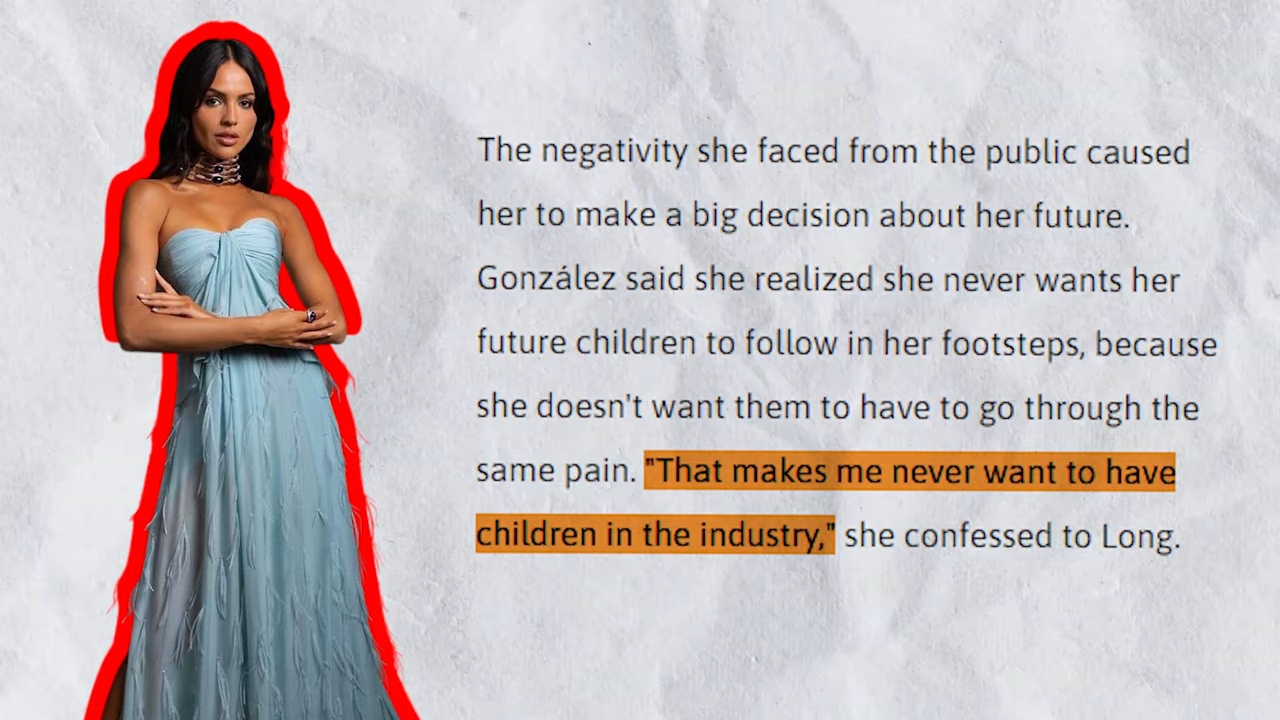 The negativity she faced from the public caused
her to make a big decision about her future.
González said she realized she never wants her
future children to follow in her footsteps, because
she doesn't want them to have to go through the
same pain. "That makes me never want to have
children in the industry," she confessed to Long.